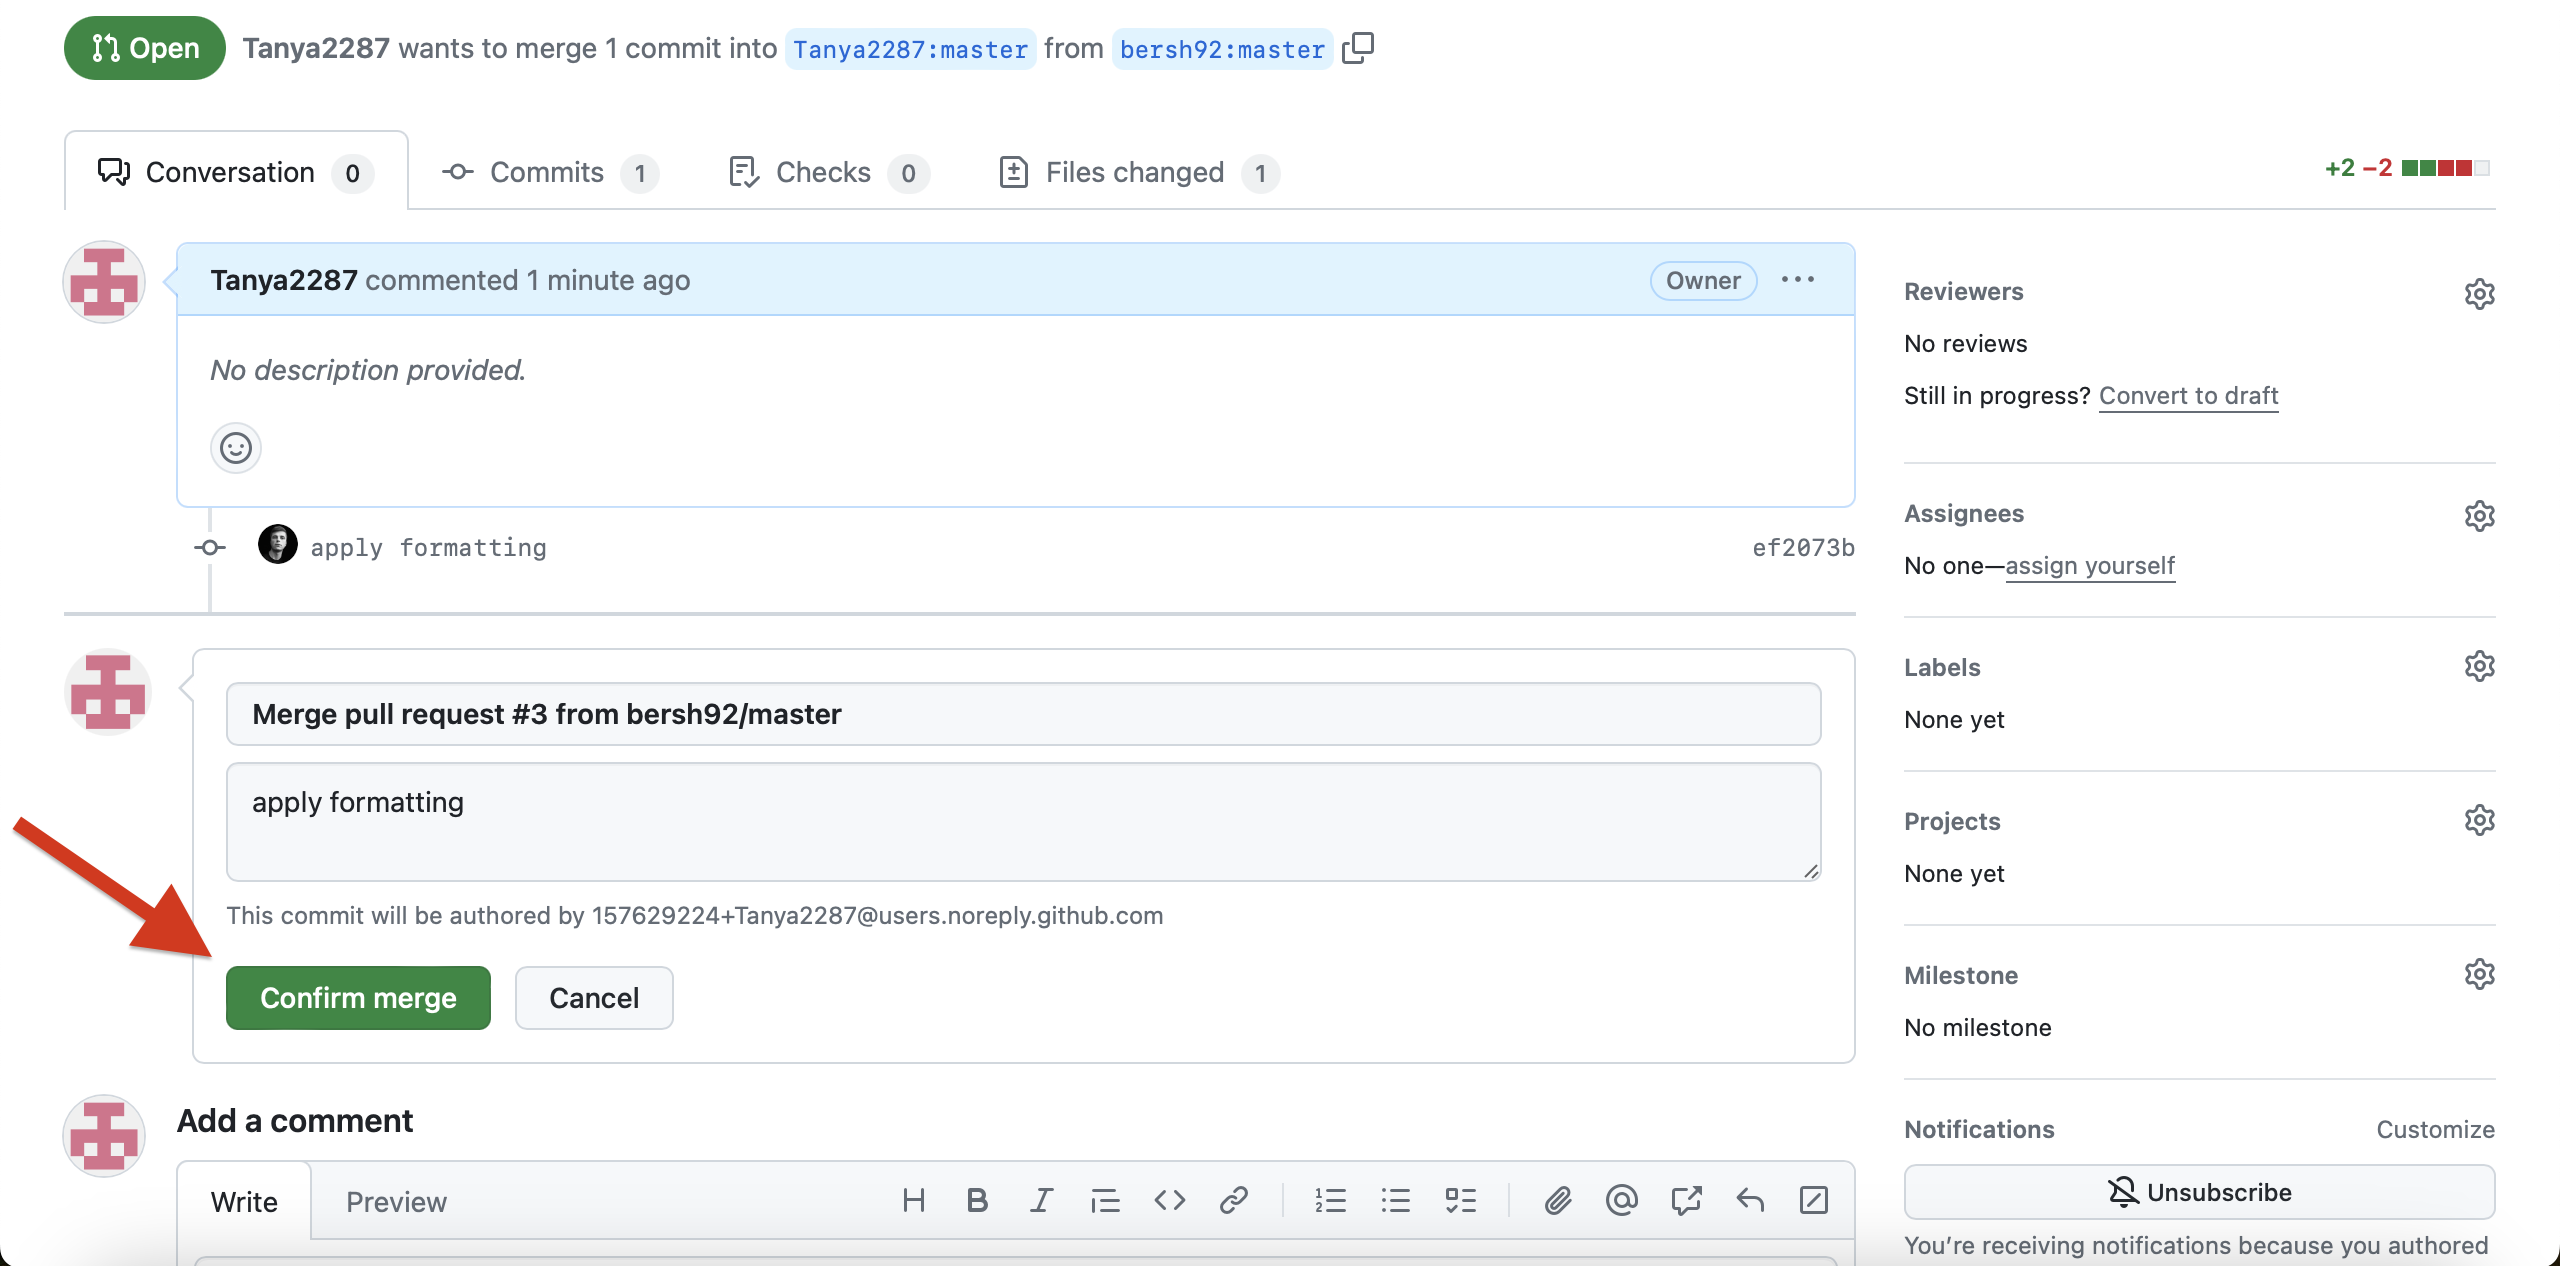 Open Tanya2287 wants to merge 1 commit into Tanya2287:master from bersh92:master
Conversation 0 Commits 1 Checks 0 Files changed 1 +2 −2
Tanya2287 commented 1 minute ago Owner
No description provided.
apply formatting ef2073b
Merge pull request #3 from bersh92/master
apply formatting
This commit will be authored by 157629224+Tanya2287@users.noreply.github.com
Confirm merge Cancel
Add a comment
Write Preview
Reviewers
No reviews
Still in progress? Convert to draft
Assignees
No one—assign yourself
Labels
None yet
Projects
None yet
Milestone
No milestone
Notifications Customize
Unsubscribe
You’re receiving notifications because you authored